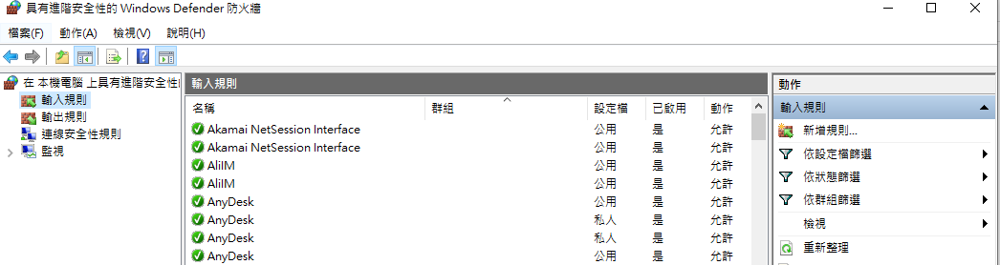 具有進階安全性的 Windows Defender 防火牆
檔案(F) 動作(A) 檢視(V) 說明(H)
在 本機電腦 上具有進階安全性
輸入規則
輸出規則
連線安全性規則
監視
輸入規則
名稱 群組 設定檔 已啟用 動作
Akamai NetSession Interface 公用 是 允許
Akamai NetSession Interface 公用 是 允許
AliIM 公用 是 允許
AliIM 公用 是 允許
AnyDesk 公用 是 允許
AnyDesk 私人 是 允許
AnyDesk 私人 是 允許
AnyDesk 公用 是 允許
動作
輸入規則
新增規則...
依設定檔篩選
依狀態篩選
依群組篩選
檢視
重新整理